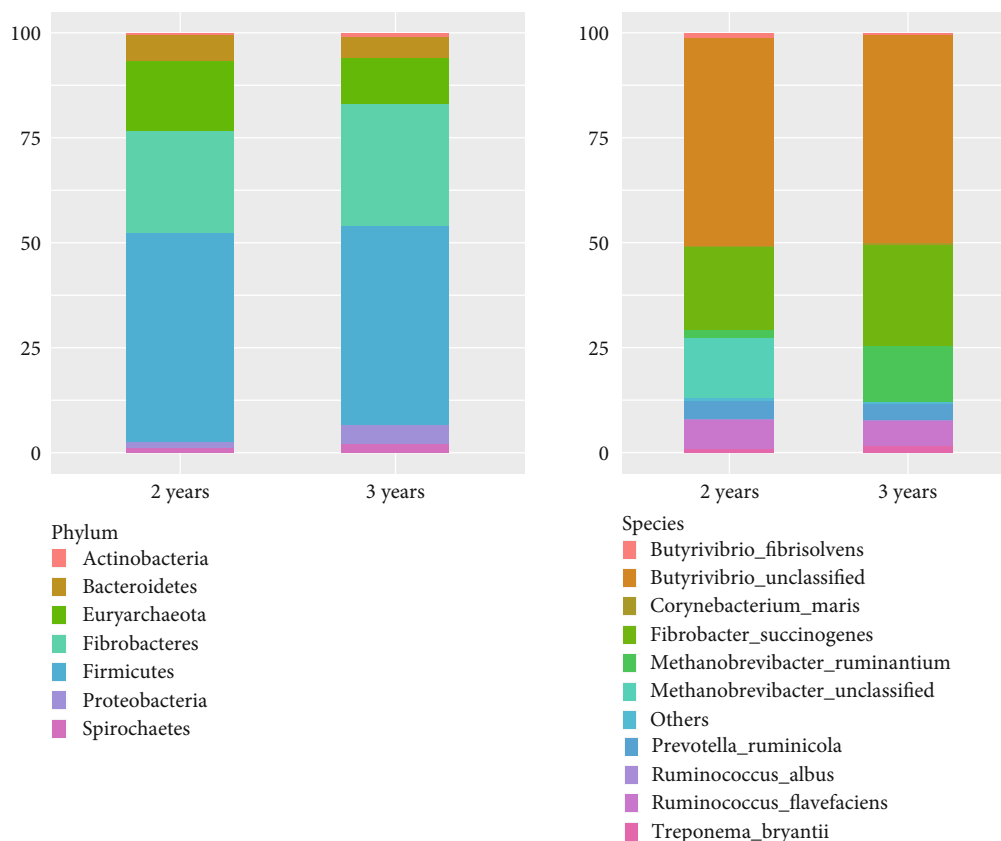 100
75
50
25
0
2 years
3 years
Phylum
Actinobacteria
Bacteroidetes
Euryarchaeota
Fibrobacteres
Firmicutes
Proteobacteria
Spirochaetes
100
75
50
25
0
2 years
3 years
Species
Butyrivibrio_fibrisolvens
Butyrivibrio_unclassified
Corynebacterium_maris
Fibrobacter_succinogenes
Methanobrevibacter_ruminantium
Methanobrevibacter_unclassified
Others
Prevotella_ruminicola
Ruminococcus_albus
Ruminococcus_flavefaciens
Treponema_bryantii